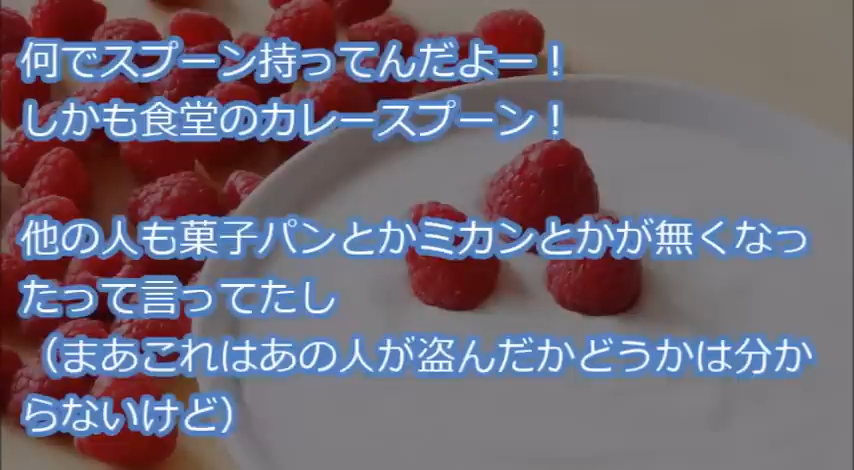 何でスプーン持ってんだよー！
しかも食堂のカレースプーン！
他の人も菓子パンとかミカンとかが無くなっ
たって言ってたし
（まあこれはあの人が盗んだかどうかは分か
らないけど）